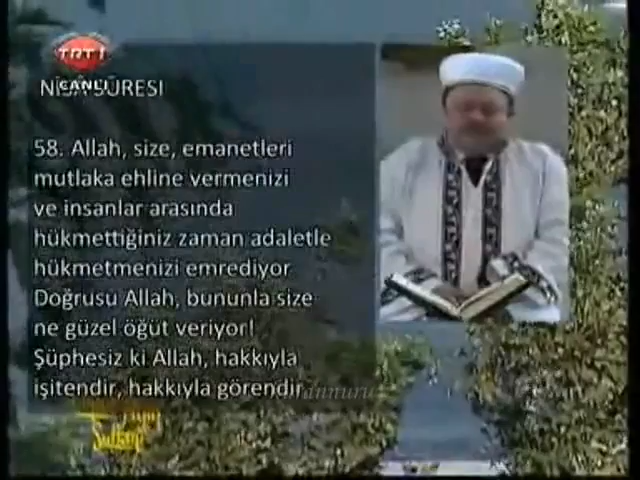 TRT1
CANLI
NİSA SÛRESİ
58. Allah, size, emanetleri
mutlaka ehline vermenizi
ve insanlar arasında
hükmettiğiniz zaman adaletle
hükmetmenizi emrediyor
Doğrusu Allah, bununla size
ne güzel öğüt veriyor!
Şüphesiz ki Allah, hakkıyla
işitendir, hakkıyla görendir
Sultanı